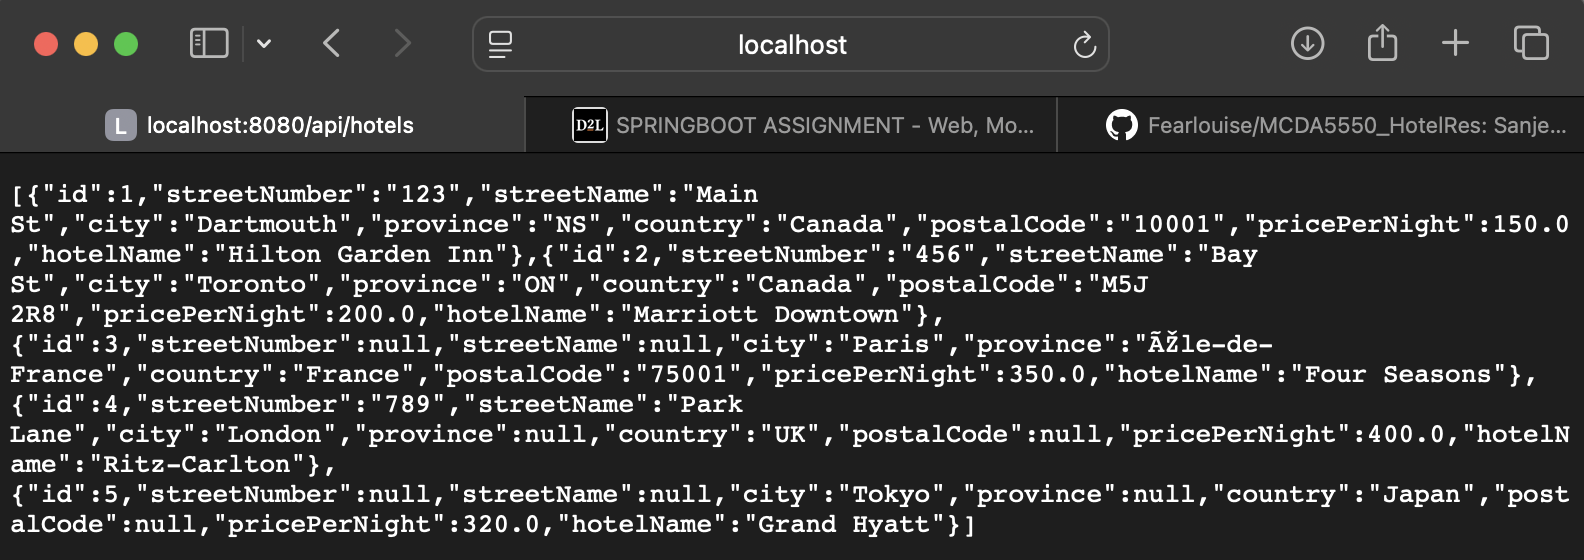 localhost
L localhost:8080/api/hotels
D2L SPRINGBOOT ASSIGNMENT - Web, Mo...
Fearlouise/MCDA5550_HotelRes: Sanje...
[{"id":1,"streetNumber":"123","streetName":"Main
St","city":"Dartmouth","province":"NS","country":"Canada","postalCode":"10001","pricePerNight":150.0
,"hotelName":"Hilton Garden Inn"},{"id":2,"streetNumber":"456","streetName":"Bay
St","city":"Toronto","province":"ON","country":"Canada","postalCode":"M5J
2R8","pricePerNight":200.0,"hotelName":"Marriott Downtown"},
{"id":3,"streetNumber":null,"streetName":null,"city":"Paris","province":"ÃŽle-de-
France","country":"France","postalCode":"75001","pricePerNight":350.0,"hotelName":"Four Seasons"},
{"id":4,"streetNumber":"789","streetName":"Park
Lane","city":"London","province":null,"country":"UK","postalCode":null,"pricePerNight":400.0,"hotelN
ame":"Ritz-Carlton"},
{"id":5,"streetNumber":null,"streetName":null,"city":"Tokyo","province":null,"country":"Japan","post
alCode":null,"pricePerNight":320.0,"hotelName":"Grand Hyatt"}]